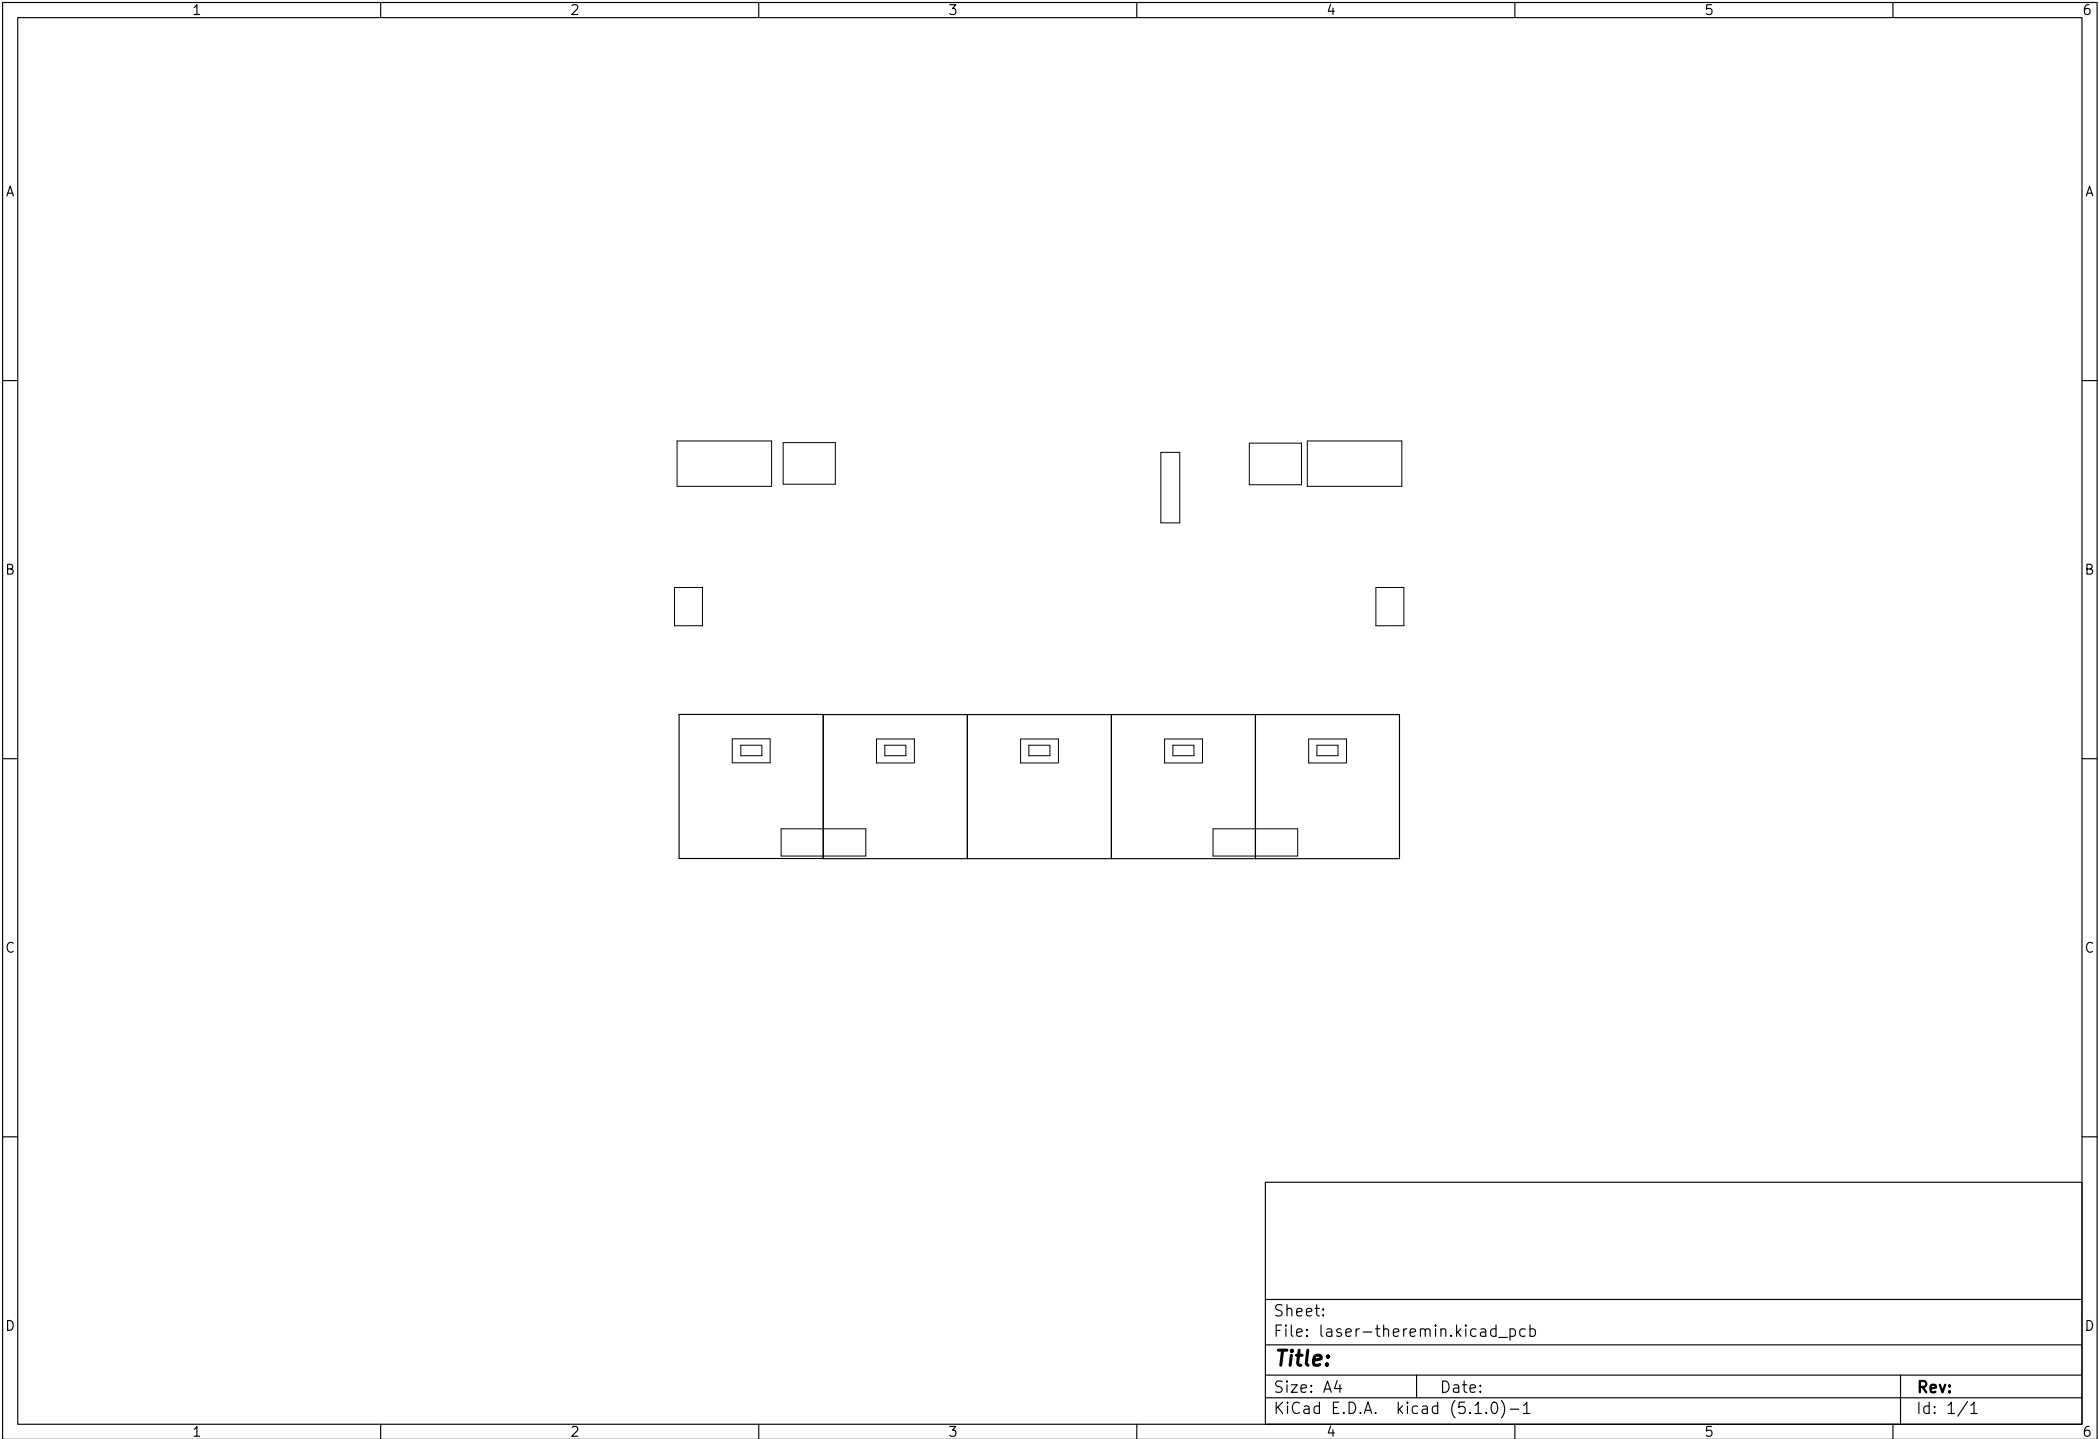 1 2 3 4 5 6
A A
B B
C C
D D
Sheet:
File: laser-theremin.kicad_pcb
Title:
Size: A4 Date: Rev:
KiCad E.D.A. kicad (5.1.0)-1 Id: 1/1
1 2 3 4 5 6